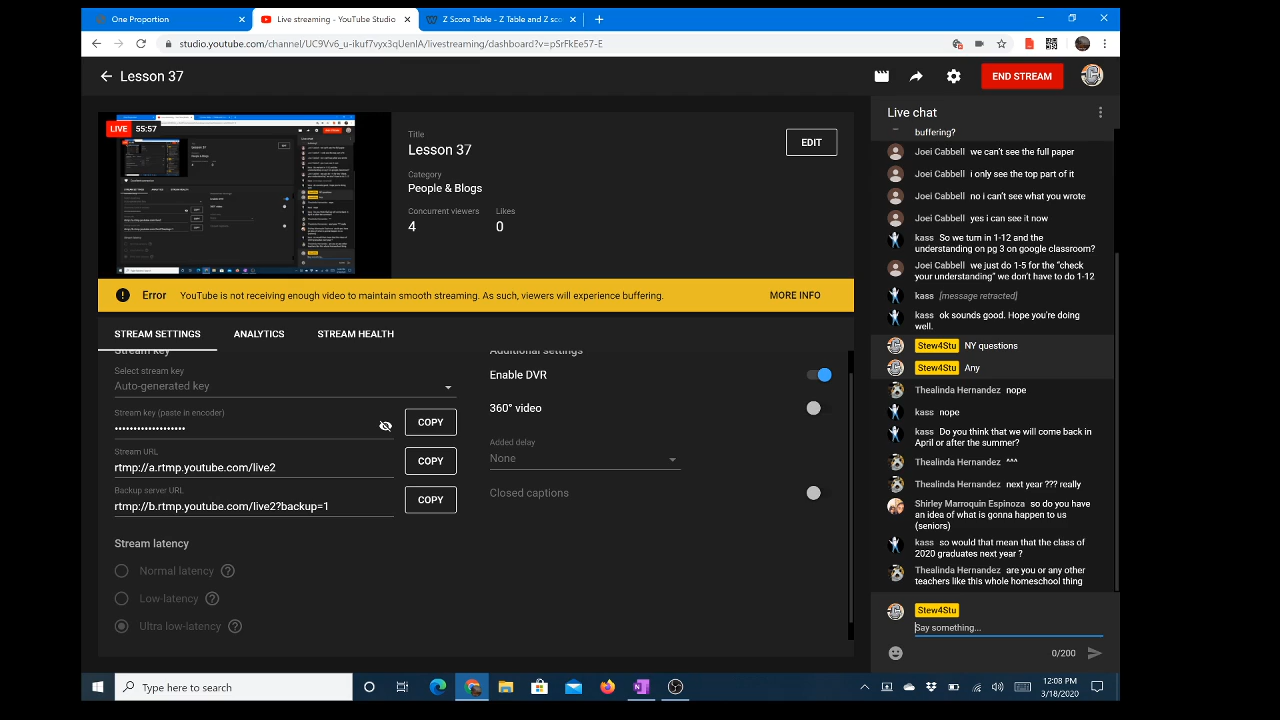 One Proportion
Live streaming - YouTube Studio
Z Score Table - Z Table and Z sco
studio.youtube.com/channel/UC9Vv6_u-ikuf7vyx3qUenIA/livestreaming/dashboard?v=pSrFkEe57-E
Lesson 37
END STREAM
LIVE 55:57
Title
Lesson 37
EDIT
Category
People & Blogs
Concurrent viewers Likes
4 0
Error YouTube is not receiving enough video to maintain smooth streaming. As such, viewers will experience buffering. MORE INFO
STREAM SETTINGS ANALYTICS STREAM HEALTH
Stream key
Select stream key
Auto-generated key
Stream key (paste in encoder)
••••••••••••••••••• COPY
Stream URL
rtmp://a.rtmp.youtube.com/live2 COPY
Backup server URL
rtmp://b.rtmp.youtube.com/live2?backup=1 COPY
Stream latency
Normal latency
Low-latency
Ultra low-latency
Additional settings
Enable DVR
360° video
Added delay
None
Closed captions
Live chat
buffering?
Joei Cabbell we can't see the full paper
Joei Cabbell i only see the top part of it
Joei Cabbell no i can't see what you wrote
Joei Cabbell yes i can see it now
kass So we turn in 1-12 and the
understanding on pg 3 on google classroom?
Joei Cabbell we just do 1-5 for the "check
your understanding" we don't have to do 1-12
kass [message retracted]
kass ok sounds good. Hope you're doing
well.
Stew4Stu NY questions
Stew4Stu Any
Thealinda Hernandez nope
kass nope
kass Do you think that we will come back in
April or after the summer?
Thealinda Hernandez ^^^
Thealinda Hernandez next year ??? really
Shirley Marroquin Espinoza so do you have
an idea of what is gonna happen to us
(seniors)
kass so would that mean that the class of
2020 graduates next year ?
Thealinda Hernandez are you or any other
teachers like this whole homeschool thing
Stew4Stu
Say something...
0/200
Type here to search
12:08 PM
3/18/2020